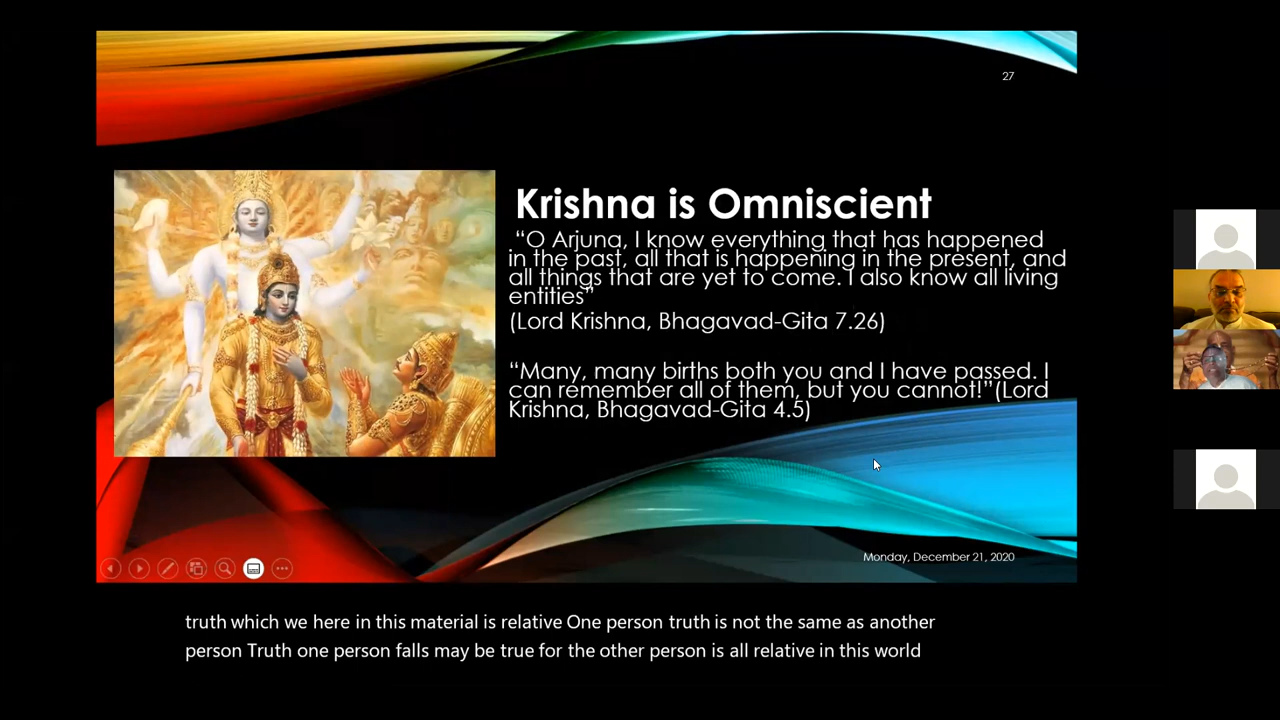 27
Krishna is Omniscient
“O Arjuna, I know everything that has happened
in the past, all that is happening in the present, and
all things that are yet to come. I also know all living
entities”
(Lord Krishna, Bhagavad-Gita 7.26)
“Many, many births both you and I have passed. I
can remember all of them, but you cannot!”(Lord
Krishna, Bhagavad-Gita 4.5)
Monday, December 21, 2020
truth which we here in this material is relative One person truth is not the same as another
person Truth one person falls may be true for the other person is all relative in this world